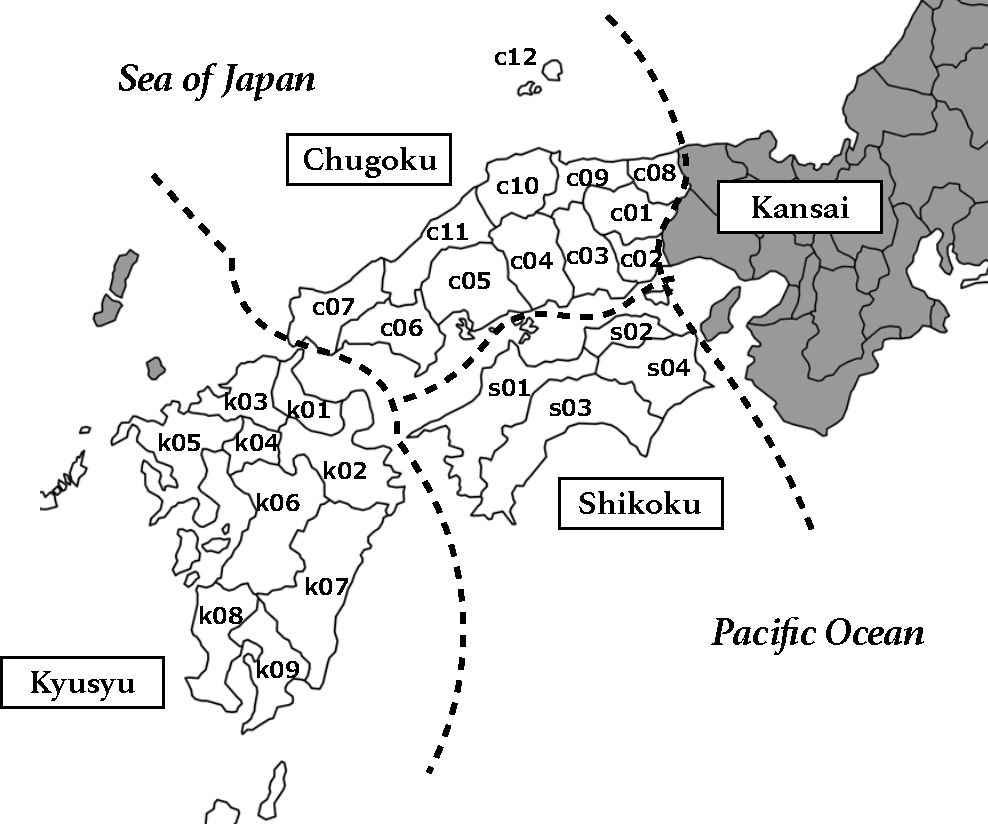 c12
Sea of Japan
Chugoku
c08
c09
c10
Kansai
c01
c11
c04
c03
c02
c05
c07
c06
s02
s04
s01
k03
k01
s03
k05
k04
k02
k06
Shikoku
k07
k08
Pacific Ocean
k09
Kyusyu